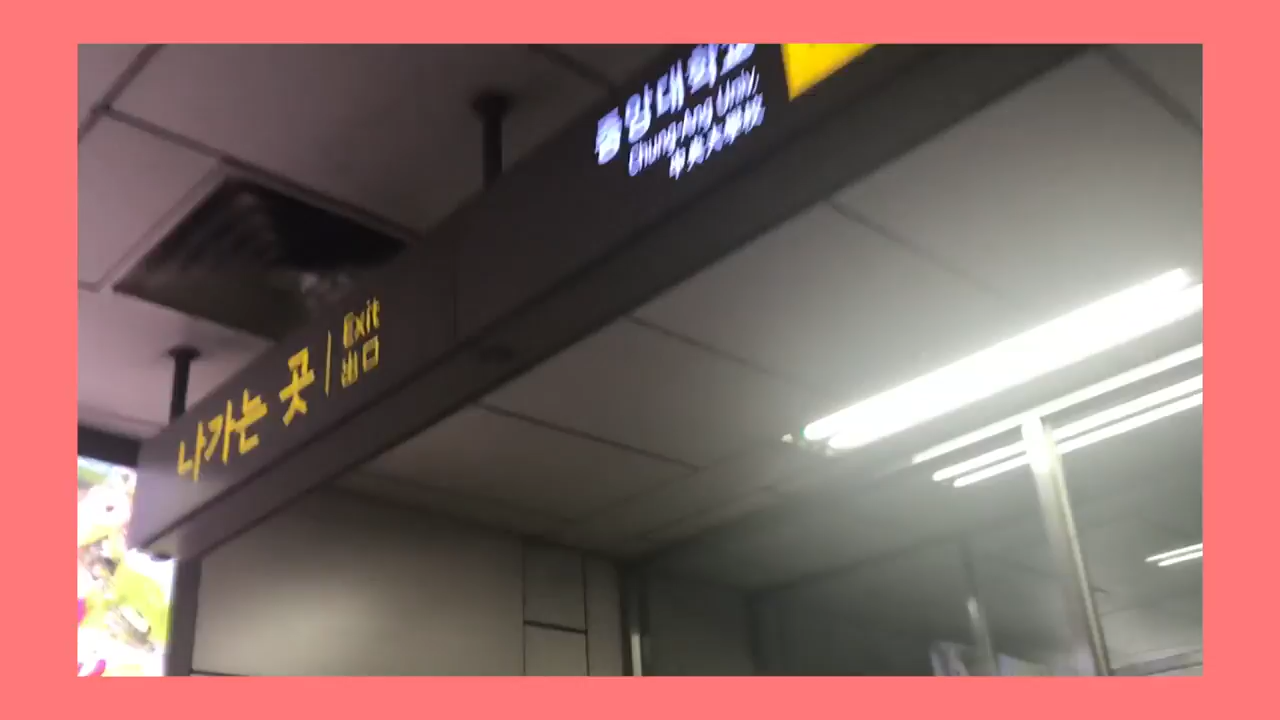 중앙대학교
Chung-Ang Univ.
中央大學校
나가는 곳
Exit
出口